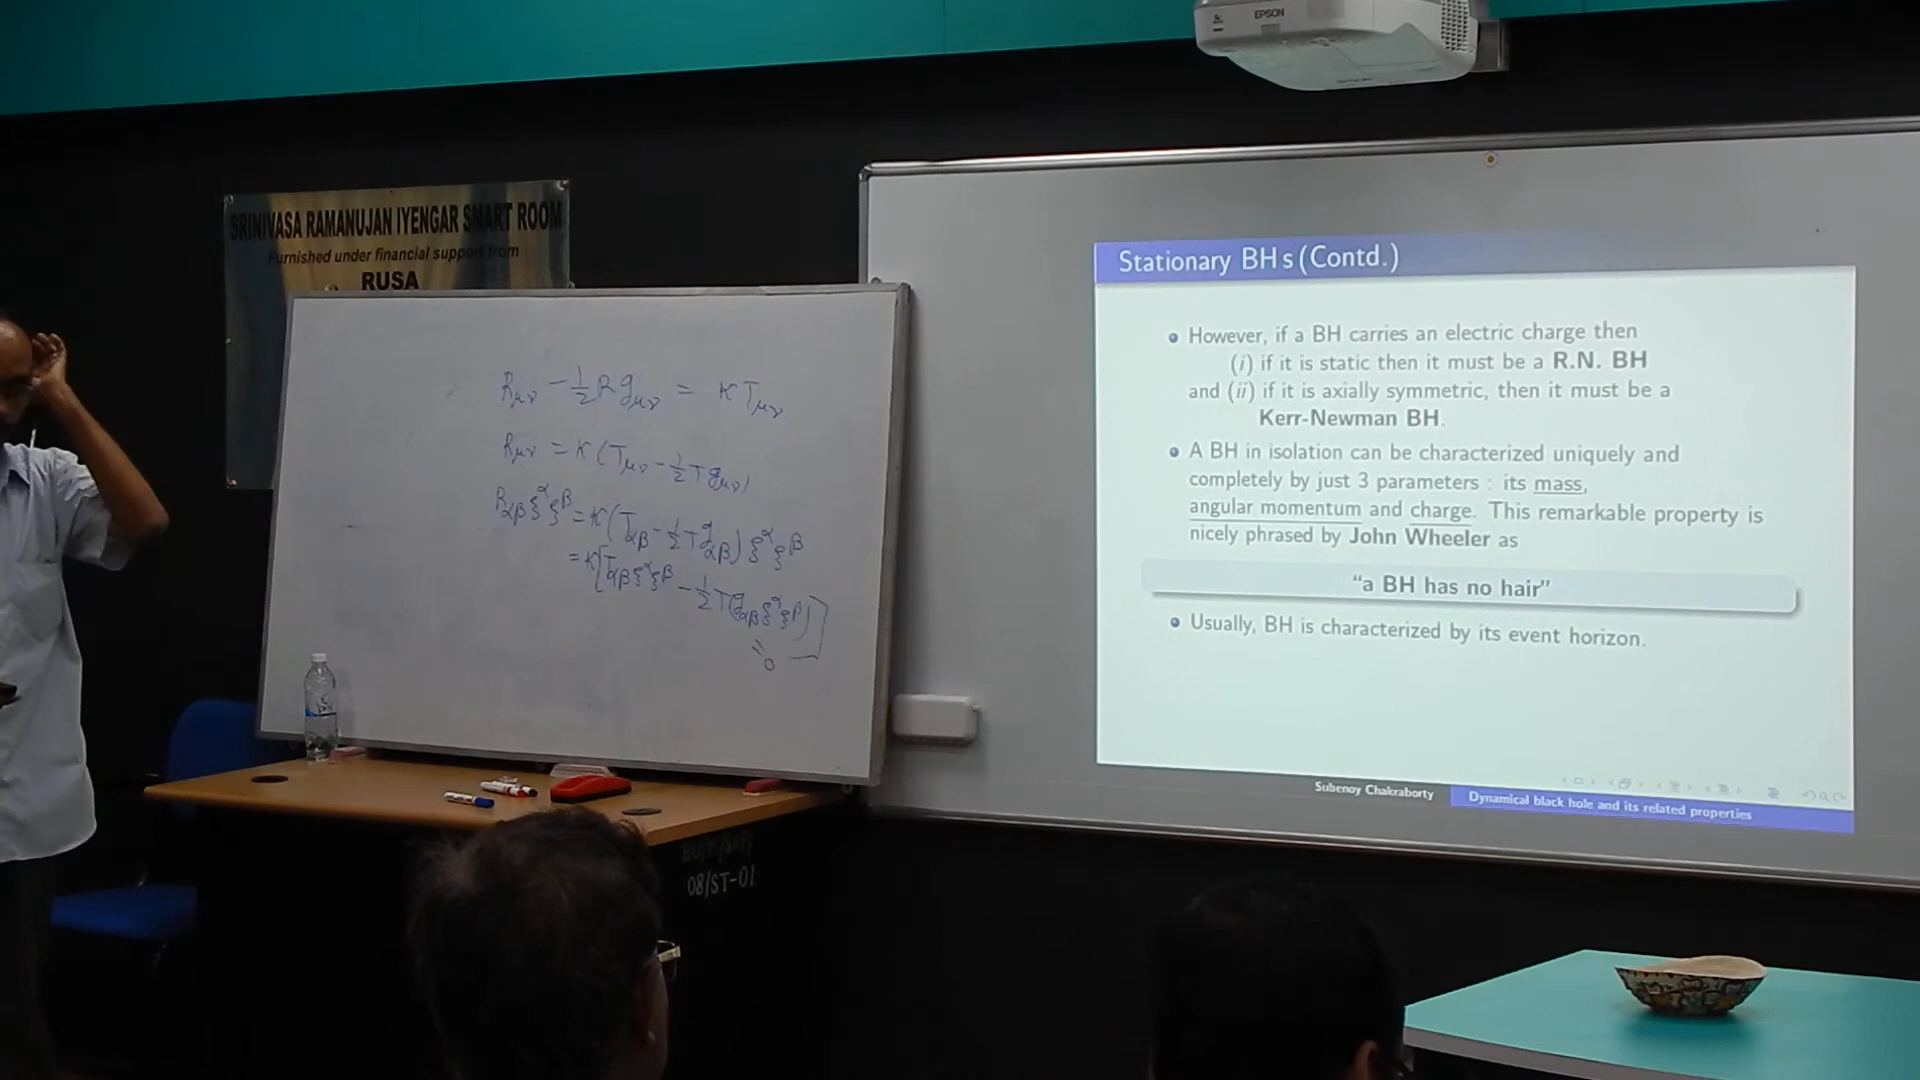 EPSON
SRINIVASA RAMANUJAN IYENGAR SMART ROOM
Furnished under financial support from
RUSA
R_μν − 1/2 R g_μν = K T_μν
R_μν = K (T_μν − 1/2 T g_μν)
R_αβ ξ^α ξ^β = K (T_αβ − 1/2 T g_αβ) ξ^α ξ^β
= K [T_αβ ξ^α ξ^β − 1/2 T (g_αβ ξ^α ξ^β)]
= 0
08/ST-01
Stationary BHs (Contd.)
• However, if a BH carries an electric charge then
(i) if it is static then it must be a R.N. BH
and (ii) if it is axially symmetric, then it must be a
Kerr-Newman BH.
• A BH in isolation can be characterized uniquely and
completely by just 3 parameters : its mass,
angular momentum and charge. This remarkable property is
nicely phrased by John Wheeler as
“a BH has no hair”
• Usually, BH is characterized by its event horizon.
Subenoy Chakraborty
Dynamical black hole and its related properties